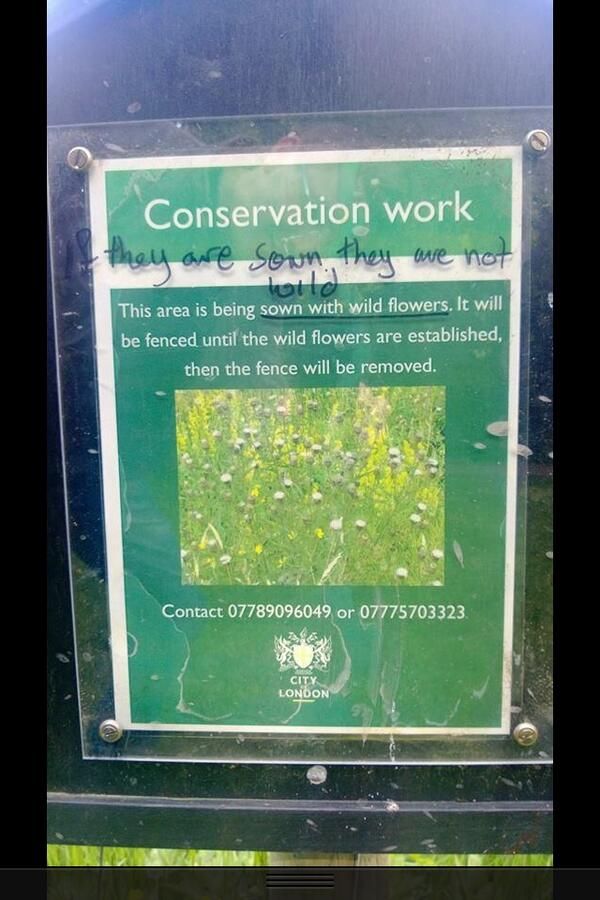 Conservation work
If they are sown they are not
wild
This area is being sown with wild flowers. It will
be fenced until the wild flowers are established,
then the fence will be removed.
Contact 07789096049 or 07775703323
CITY
OF
LONDON